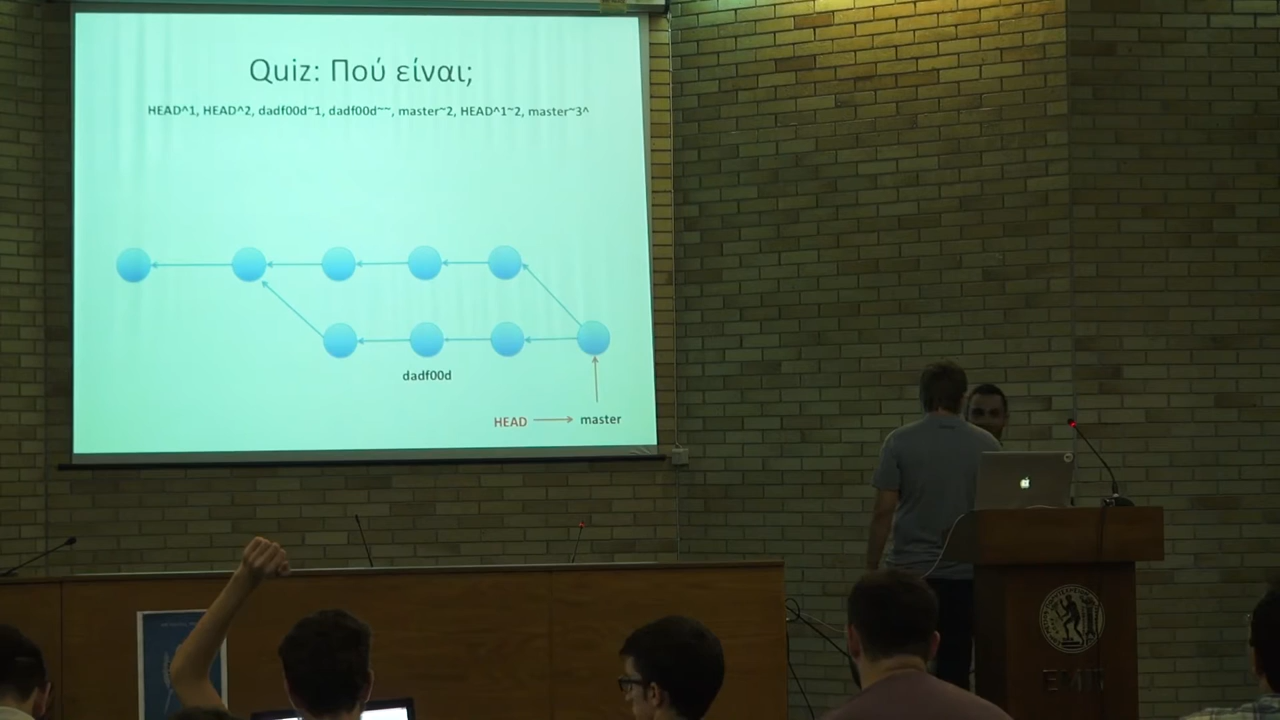 Quiz: Πού είναι;
HEAD^1, HEAD^2, dadf00d~1, dadf00d~~, master~2, HEAD^1~2, master~3^
dadf00d
HEAD
master